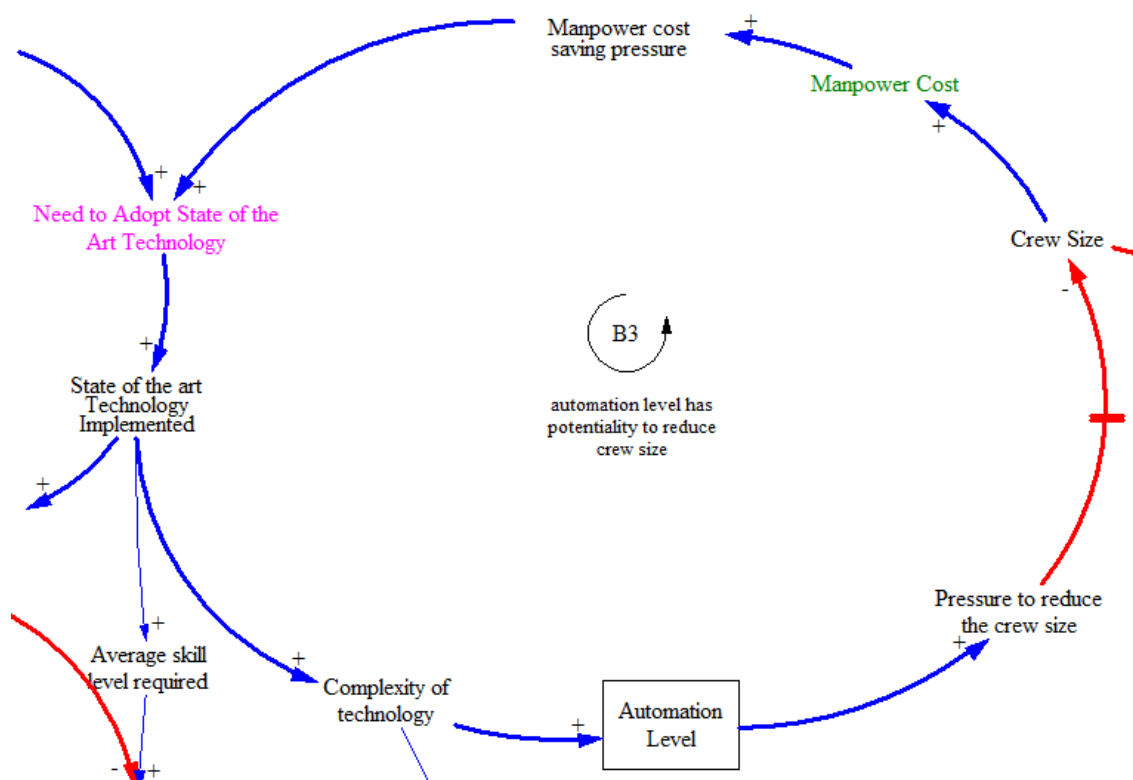 Manpower cost
saving pressure
+
Manpower Cost
+
+
+
Need to Adopt State of the
Art Technology
Crew Size
-
B3
+
State of the art
Technology
Implemented
automation level has
potentiality to reduce
crew size
+
Pressure to reduce
the crew size
+
+
Average skill
level required
+
Complexity of
technology
+
Automation
Level
-
+